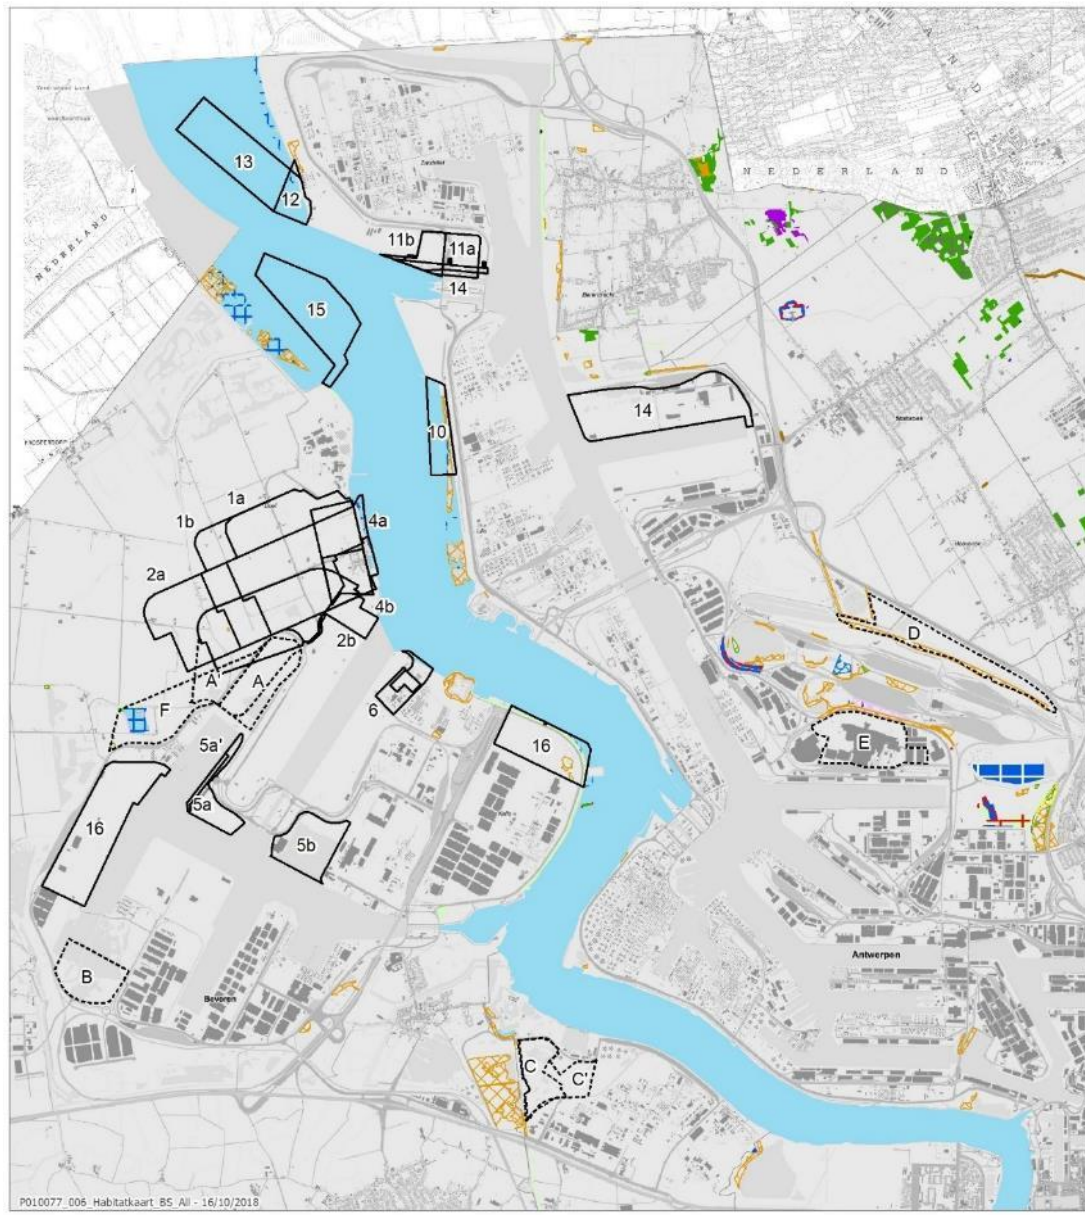 NEDERLAND
NEDERLAND
13
12
11b
11a
14
15
10
14
1a
1b
4a
2a
4b
2b
A
A
F
6
D
E
5a'
5a
16
16
5b
B
Antwerpen
Beveren
C
C'
P010077_006_Habitatkaart_BS_All - 16/10/2018